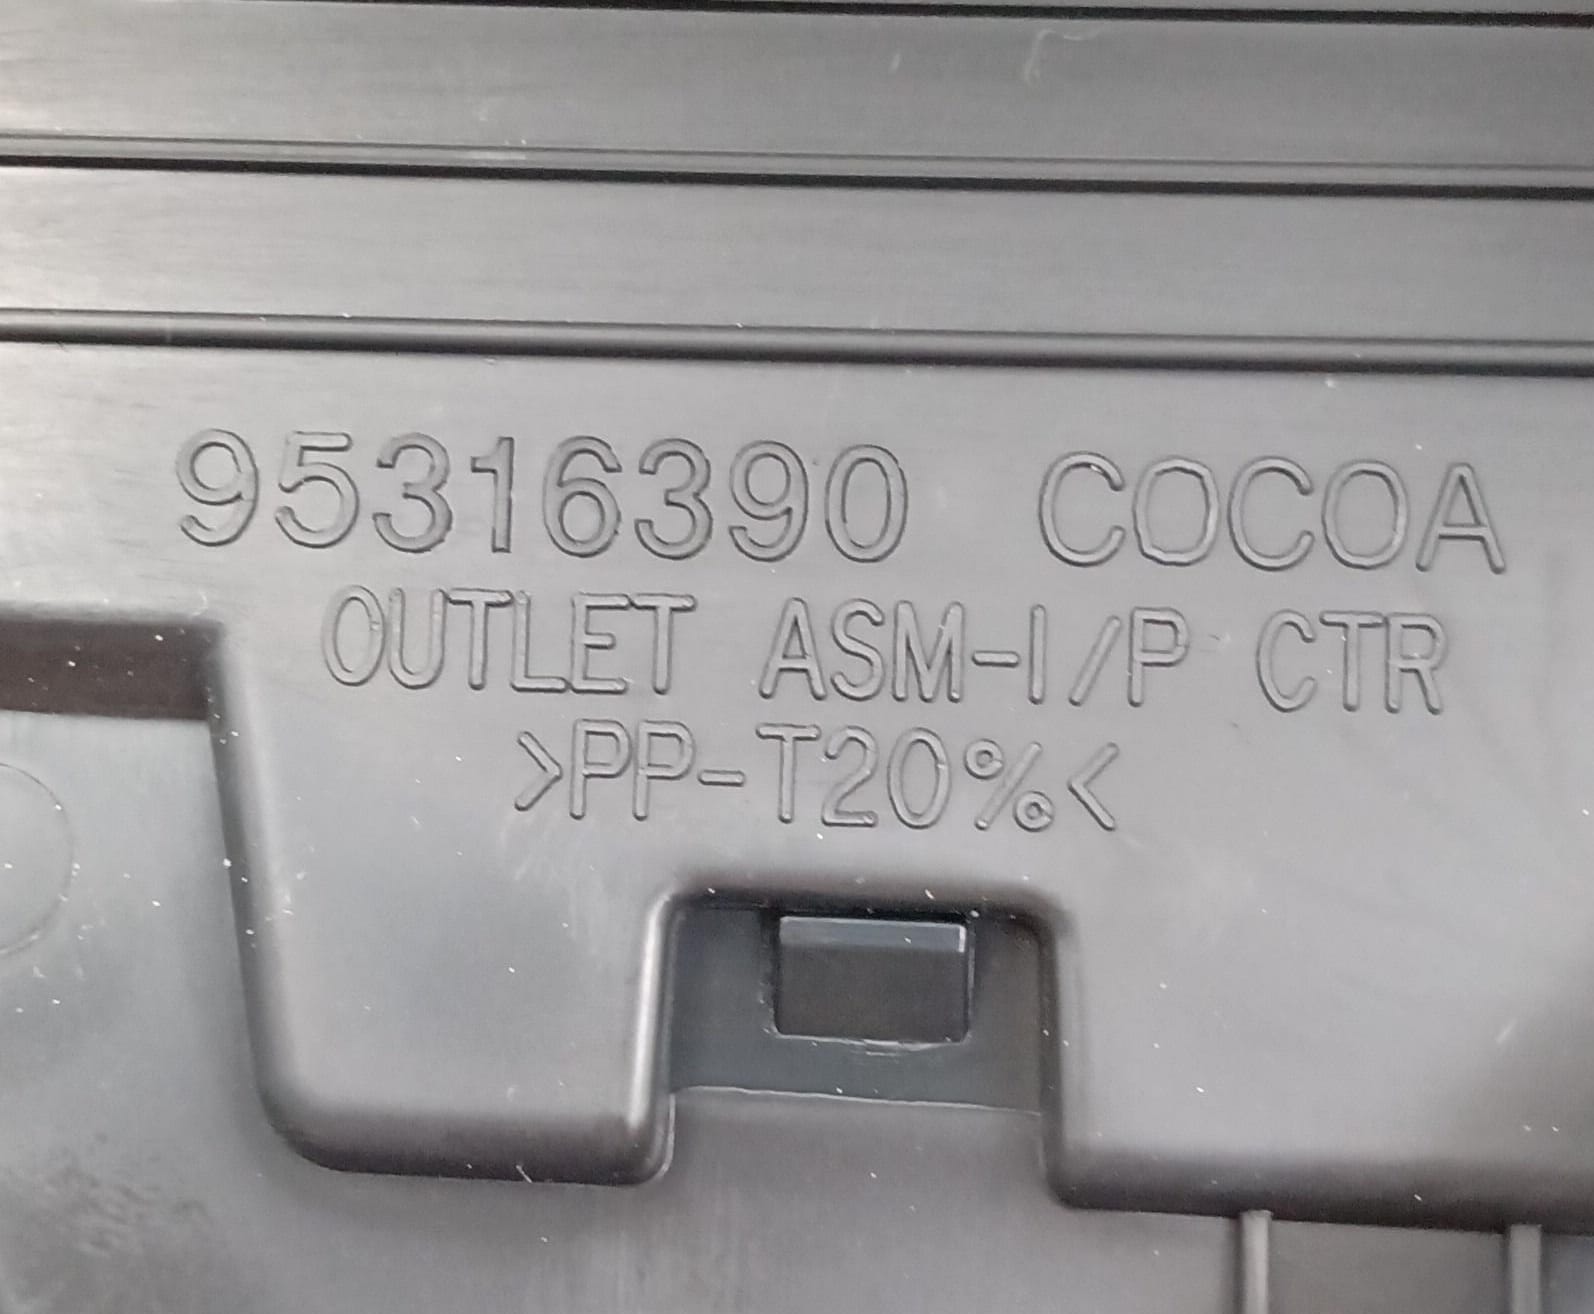 95316390 COCOA
OUTLET ASM-I/P CTR
>PP-T20%<